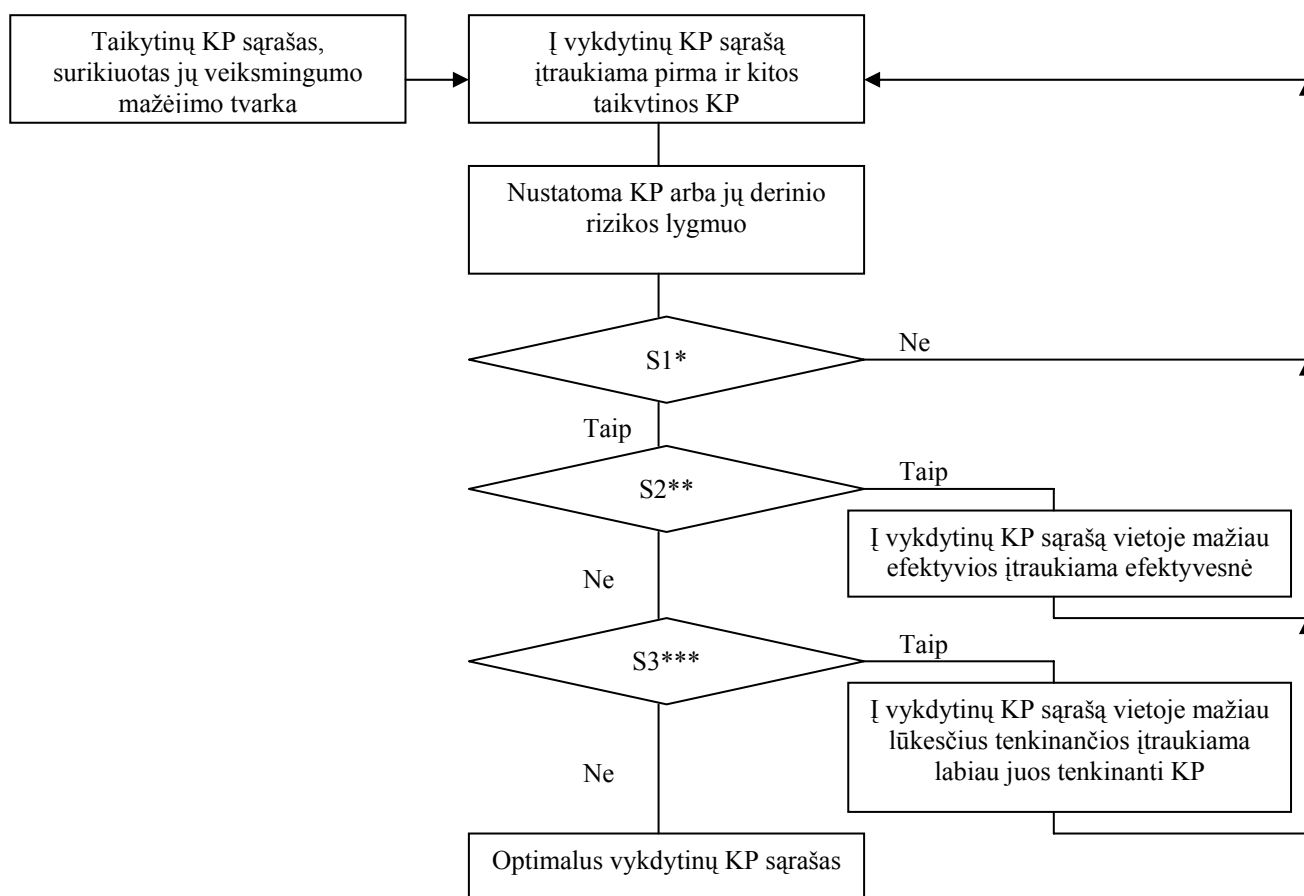 Taikytinų KP sąrašas,
surikiuotas jų veiksmingumo
mažėjimo tvarka
Į vykdytinų KP sąrašą
įtraukiama pirma ir kitos
taikytinos KP
Nustatoma KP arba jų derinio
rizikos lygmuo
S1*
Ne
Taip
S2**
Taip
Į vykdytinų KP sąrašą vietoje mažiau
efektyvios įtraukiama efektyvesnė
Ne
S3***
Taip
Į vykdytinų KP sąrašą vietoje mažiau
lūkesčius tenkinančios įtraukiama
labiau juos tenkinanti KP
Ne
Optimalus vykdytinų KP sąrašas